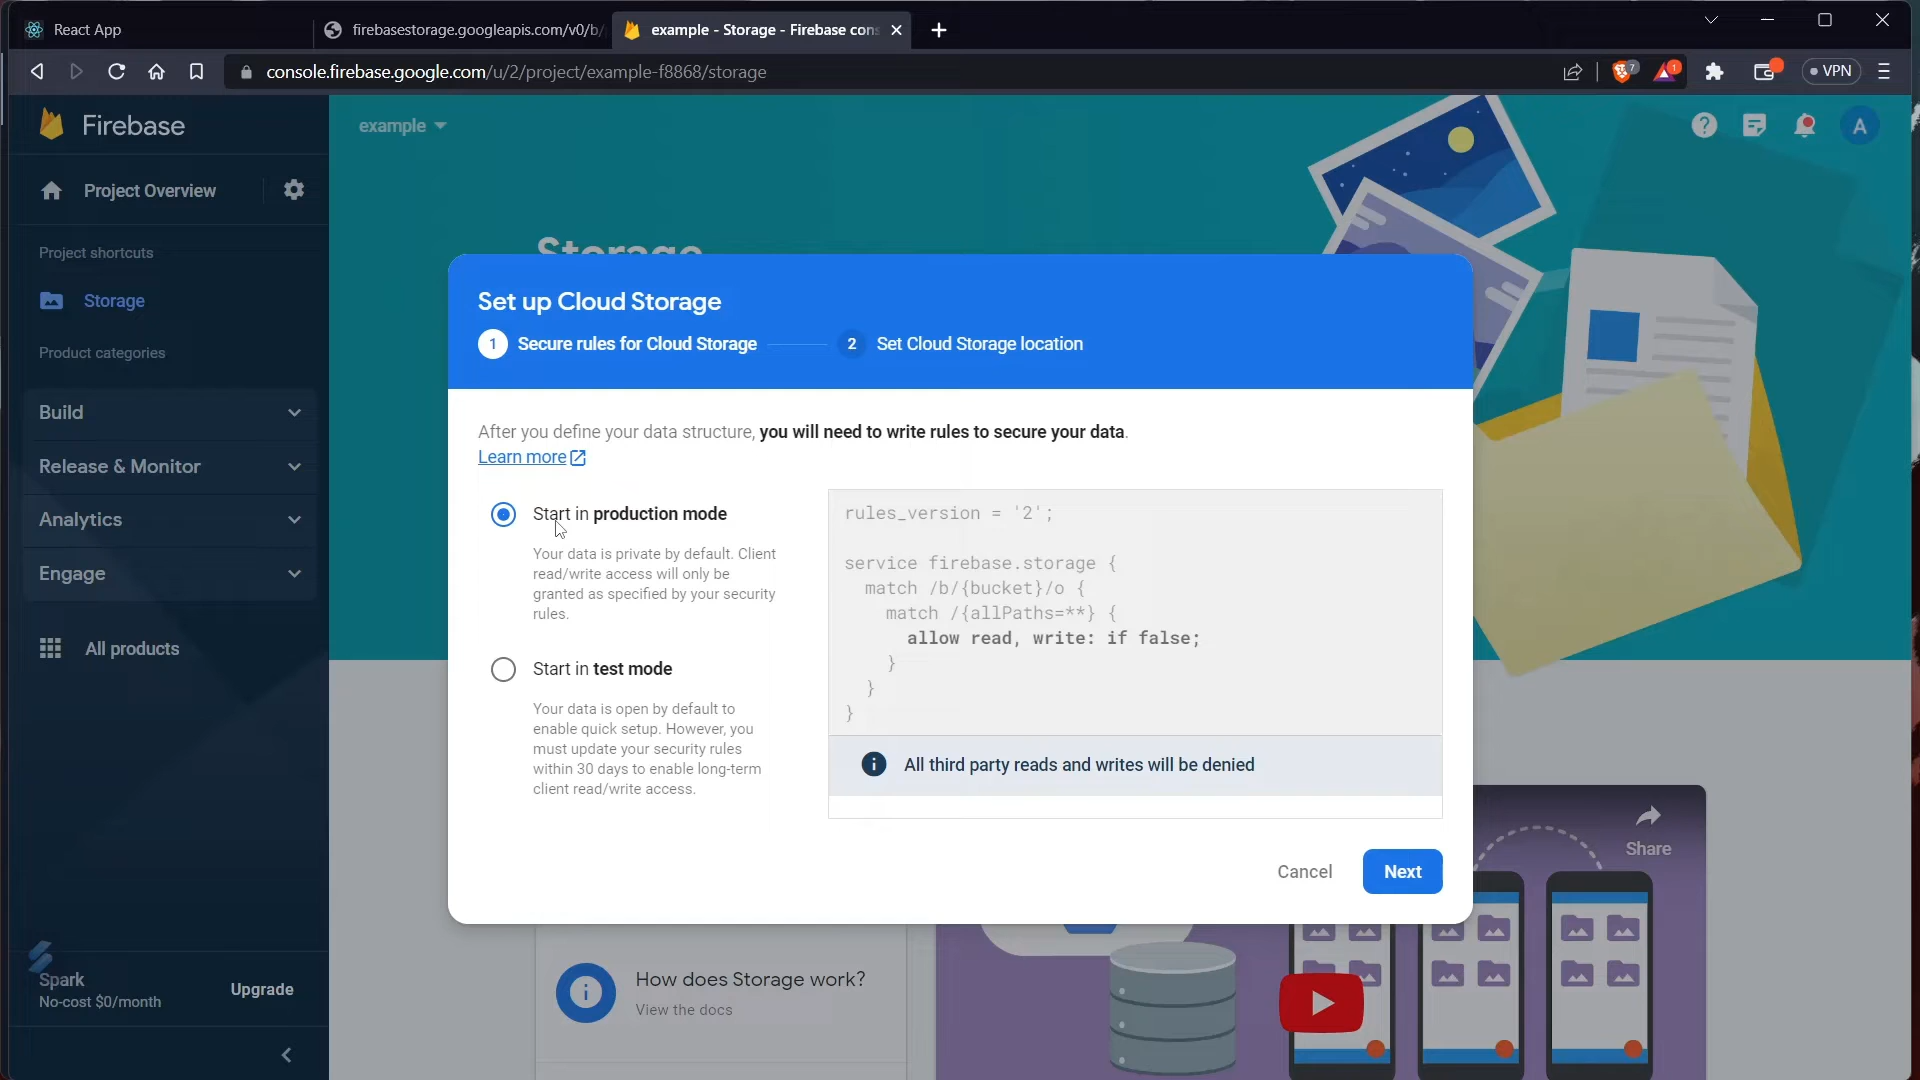 React App
firebasestorage.googleapis.com/v0/b/
example - Storage - Firebase con
console.firebase.google.com/u/2/project/example-f8868/storage
7
1
VPN
Firebase
example
A
Project Overview
Project shortcuts
Storage
Product categories
Build
Release & Monitor
Analytics
Engage
All products
Spark
No-cost $0/month
Upgrade
Storage
Set up Cloud Storage
1 Secure rules for Cloud Storage
2 Set Cloud Storage location
After you define your data structure, you will need to write rules to secure your data.
Learn more
Start in production mode
Your data is private by default. Client
read/write access will only be
granted as specified by your security
rules.
Start in test mode
Your data is open by default to
enable quick setup. However, you
must update your security rules
within 30 days to enable long-term
client read/write access.
rules_version = '2';
service firebase.storage {
match /b/{bucket}/o {
match /{allPaths=**} {
allow read, write: if false;
}
}
}
All third party reads and writes will be denied
Cancel
Next
How does Storage work?
View the docs
Share